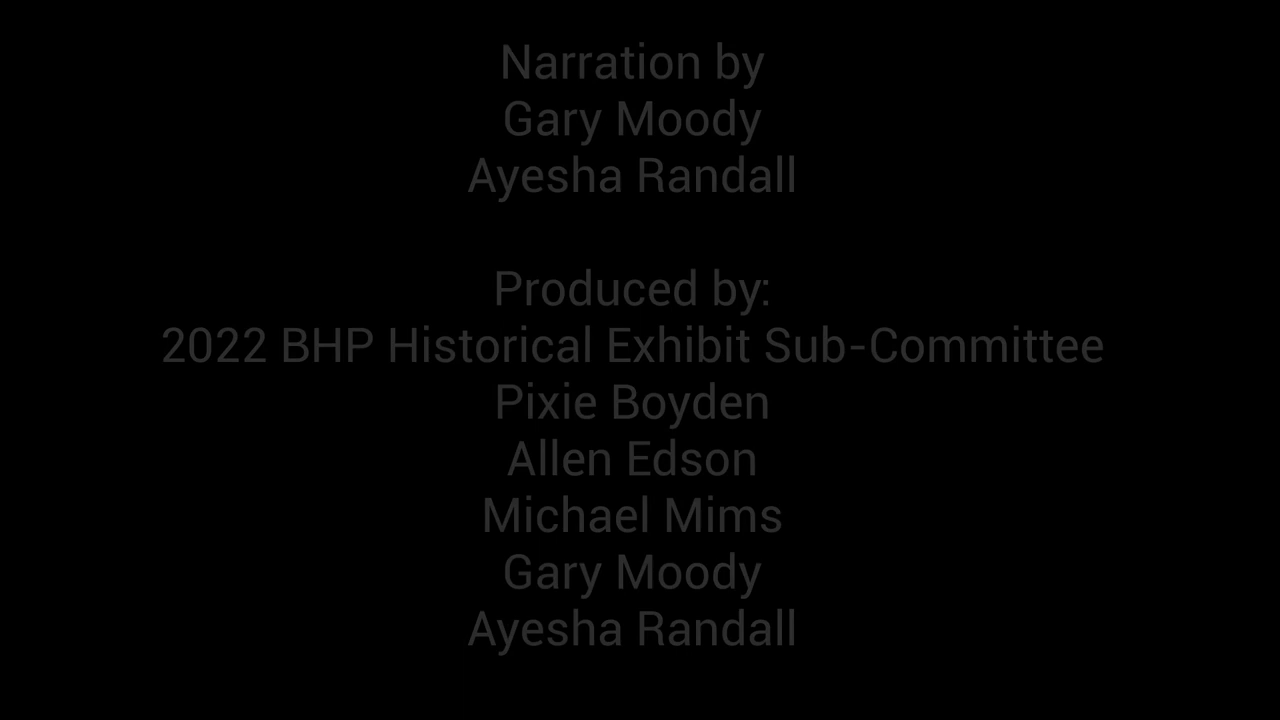 Narration by
Gary Moody
Ayesha Randall
Produced by:
2022 BHP Historical Exhibit Sub-Committee
Pixie Boyden
Allen Edson
Michael Mims
Gary Moody
Ayesha Randall